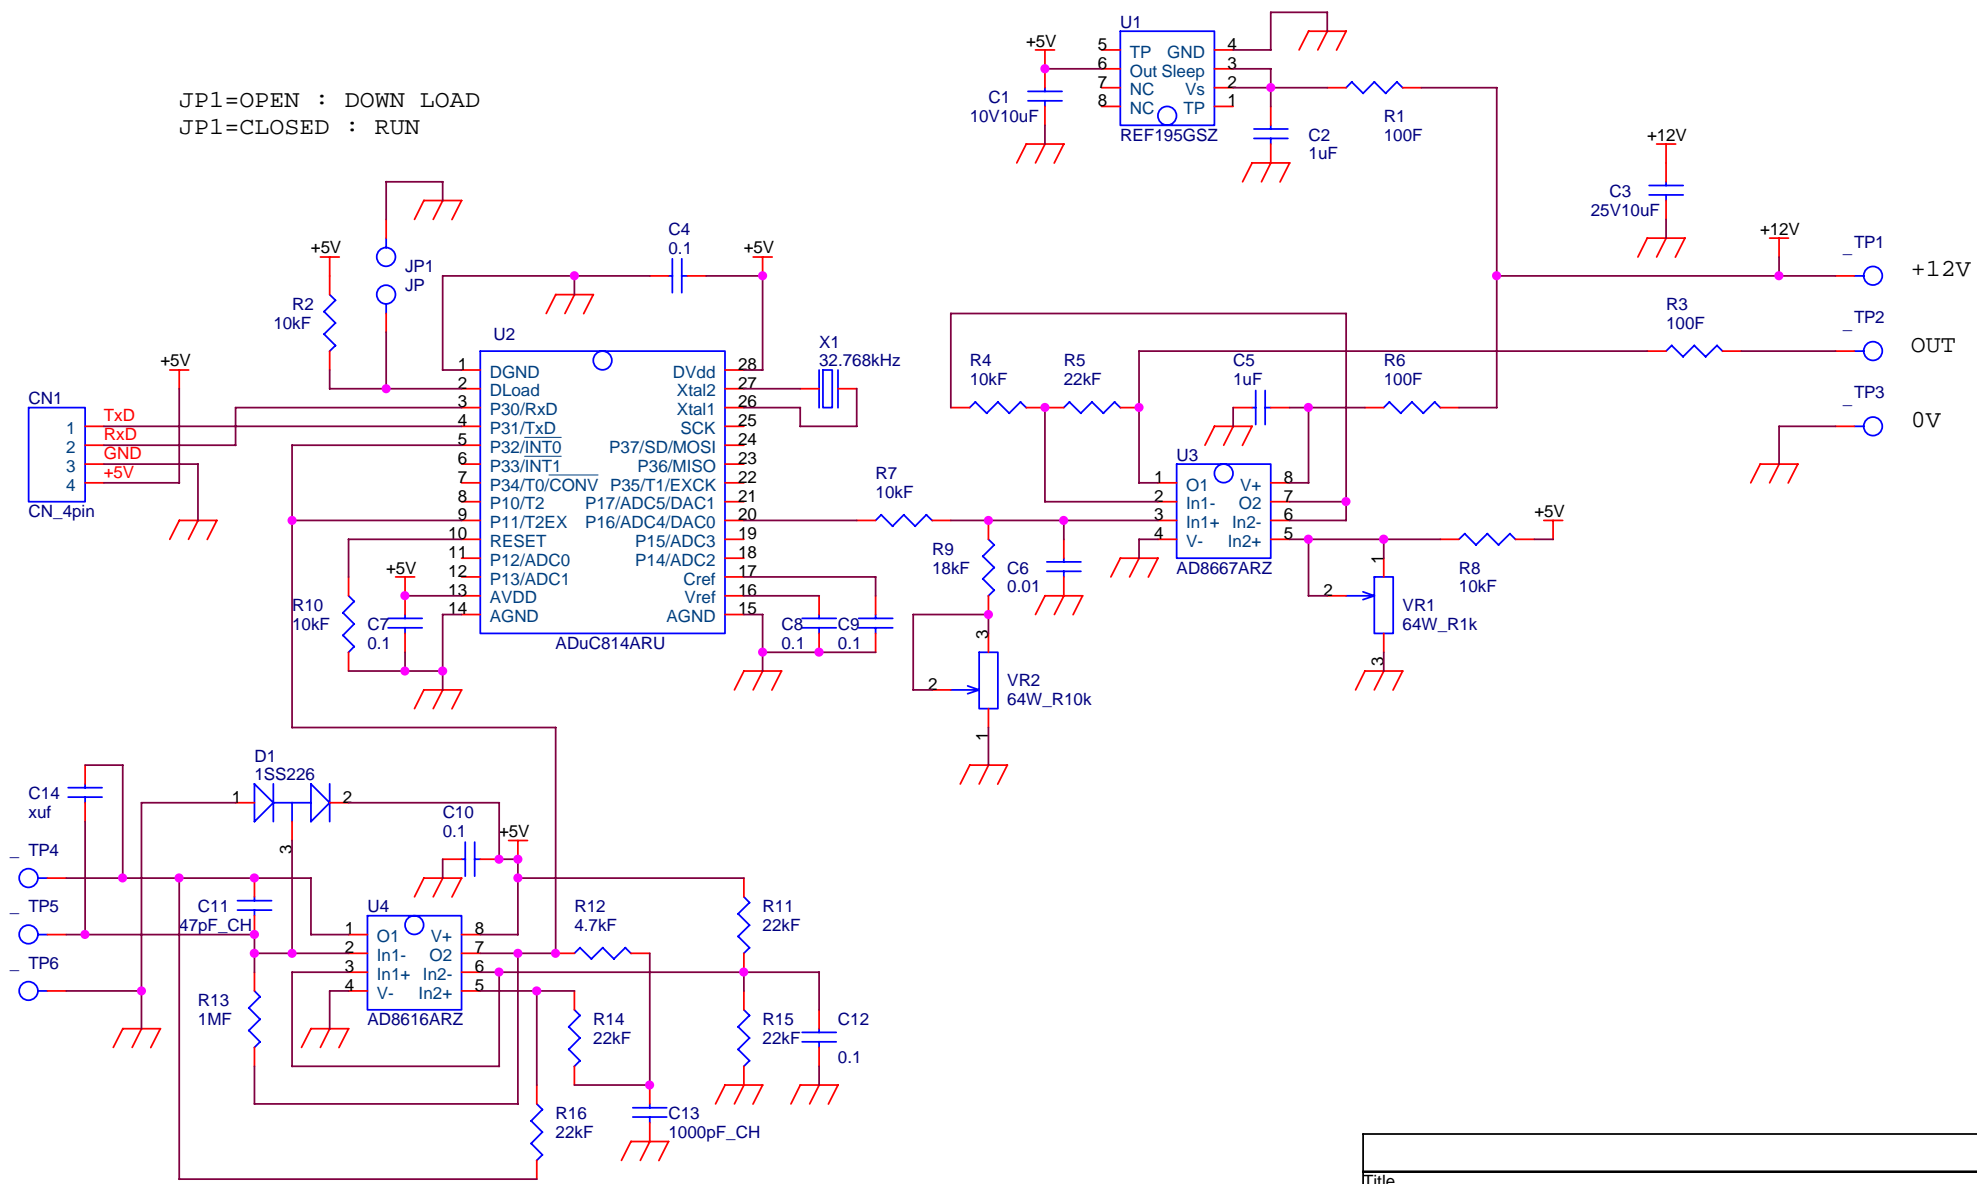 JP1=OPEN : DOWN LOAD
JP1=CLOSED : RUN
U1
+5V
5 TP GND 4
6 Out Sleep 3
7 NC Vs 2
8 NC TP 1
REF195GSZ
C1
10V10uF
C2
1uF
R1
100F
+12V
C3
25V10uF
+12V
_ TP1
+12V
R3
100F
_ TP2
OUT
_ TP3
0V
+5V
JP1
JP
R2
10kF
C4
0.1
+5V
X1
32.768kHz
+5V
CN1
1 TxD
2 RxD
3 GND
4 +5V
CN_4pin
U2
1 DGND DVdd 28
2 DLoad Xtal2 27
3 P30/RxD Xtal1 26
4 P31/TxD SCK 25
5 P32/INT0 P37/SD/MOSI 24
6 P33/INT1 P36/MISO 23
7 P34/T0/CONV P35/T1/EXCK 22
8 P10/T2 P17/ADC5/DAC1 21
9 P11/T2EX P16/ADC4/DAC0 20
10 RESET P15/ADC3 19
11 P12/ADC0 P14/ADC2 18
12 P13/ADC1 Cref 17
13 AVDD Vref 16
14 AGND AGND 15
ADuC814ARU
+5V
R10
10kF
C7
0.1
C8
0.1
C9
0.1
R4
10kF
R5
22kF
C5
1uF
R6
100F
R7
10kF
R9
18kF
C6
0.01
U3
1 O1 V+ 8
2 In1- O2 7
3 In1+ In2- 6
4 V- In2+ 5
AD8667ARZ
+5V
R8
10kF
1
2
3
VR1
64W_R1k
3
2
1
VR2
64W_R10k
D1
1SS226
1
2
3
C14
xuf
C10
0.1
+5V
_ TP4
_ TP5
_ TP6
C11
47pF_CH
U4
1 O1 V+ 8
2 In1- O2 7
3 In1+ In2- 6
4 V- In2+ 5
AD8616ARZ
R12
4.7kF
R11
22kF
R13
1MF
R14
22kF
R15
22kF
C12
0.1
R16
22kF
C13
1000pF_CH
Title